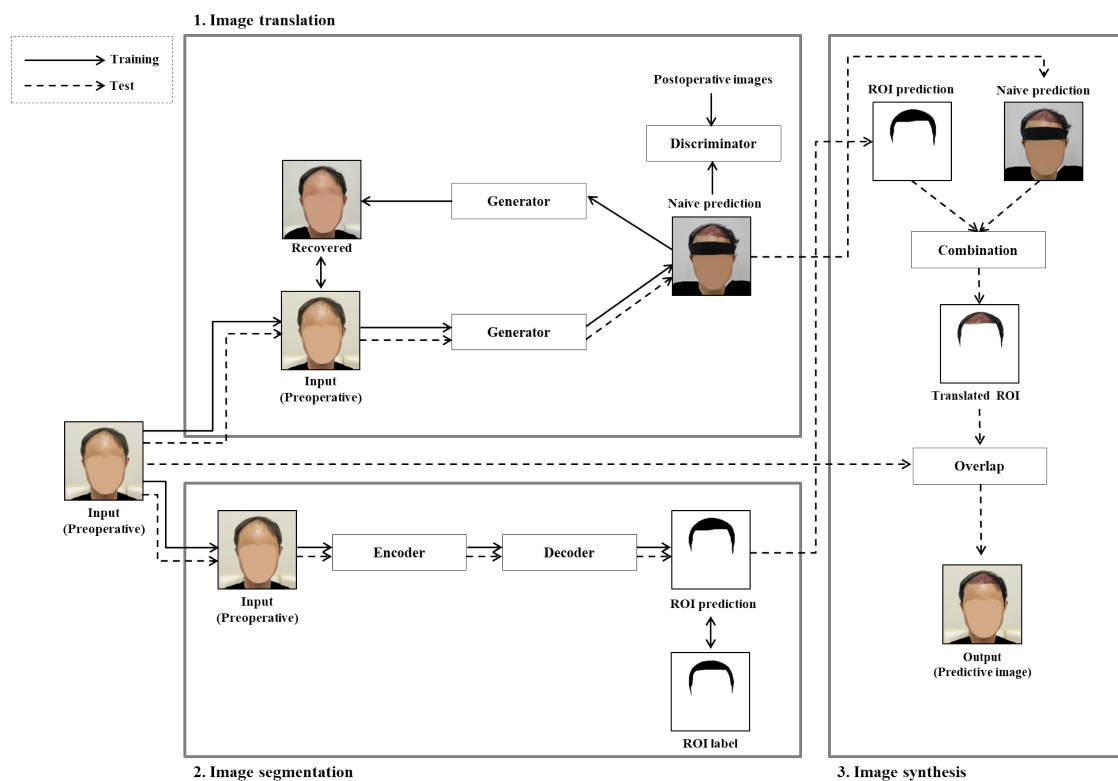 1. Image translation
Training
Test
Postoperative images
Discriminator
Generator
Naive prediction
Recovered
Generator
Input
(Preoperative)
Input
(Preoperative)
Input
(Preoperative)
Encoder
Decoder
ROI prediction
ROI label
2. Image segmentation
ROI prediction
Naive prediction
Combination
Translated ROI
Overlap
Output
(Predictive image)
3. Image synthesis